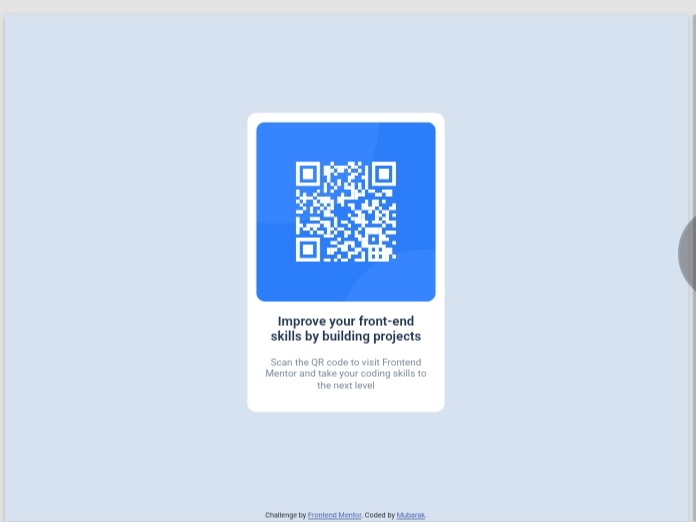 Improve your front-end
skills by building projects
Scan the QR code to visit Frontend
Mentor and take your coding skills to
the next level
Challenge by Frontend Mentor. Coded by Mubarak.